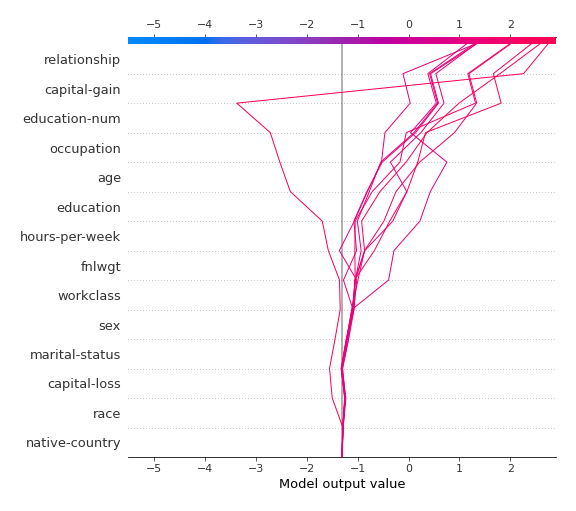 −5 −4 −3 −2 −1 0 1 2
relationship
capital-gain
education-num
occupation
age
education
hours-per-week
fnlwgt
workclass
sex
marital-status
capital-loss
race
native-country
−5 −4 −3 −2 −1 0 1 2
Model output value